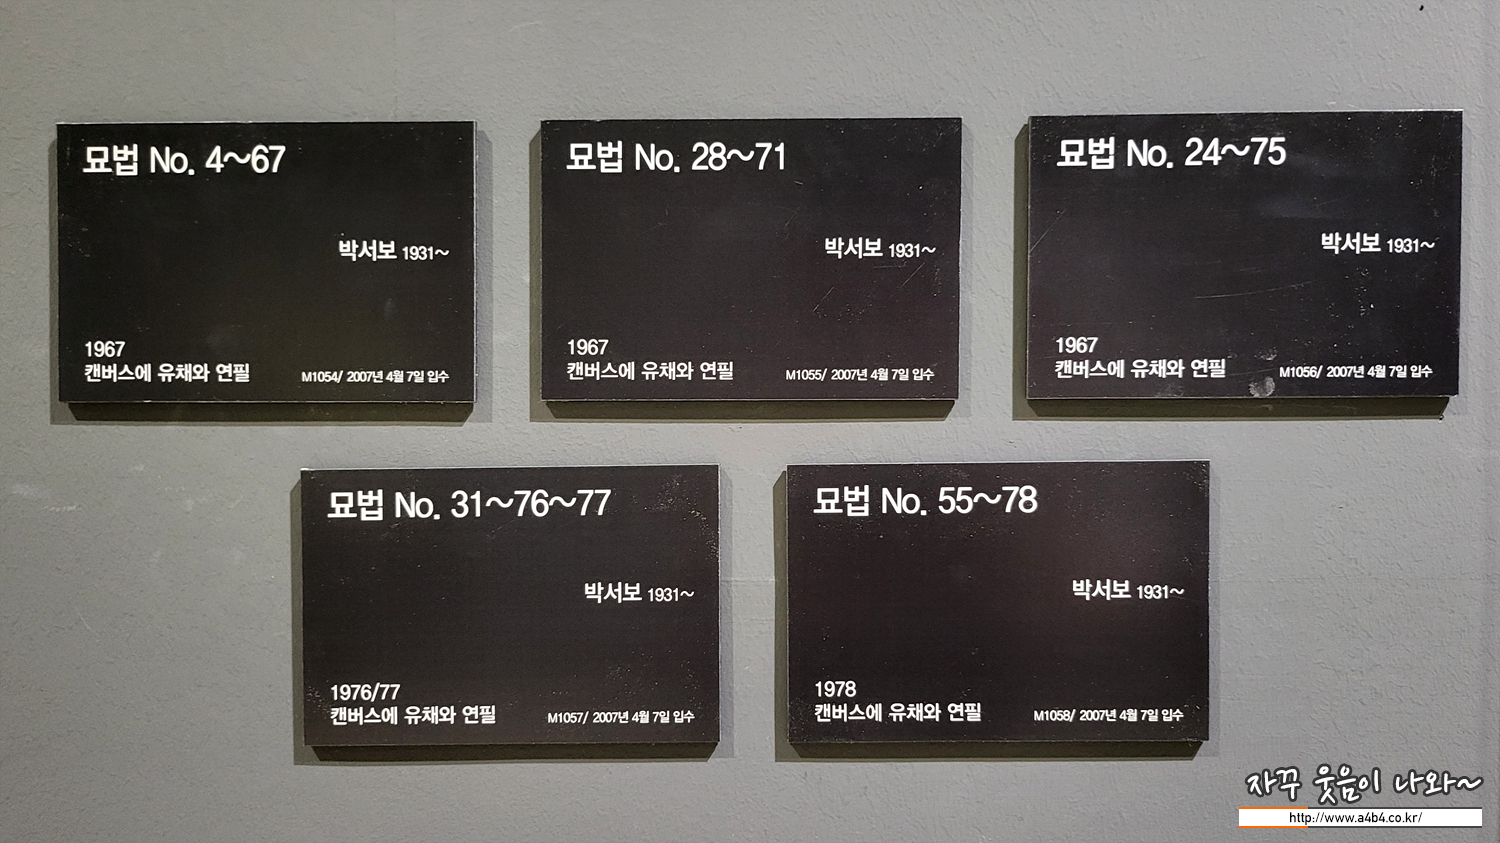 묘법 No. 4~67
박서보 1931~
1967
캔버스에 유채와 연필
M1054/ 2007년 4월 7일 입수
묘법 No. 28~71
박서보 1931~
1967
캔버스에 유채와 연필
M1055/ 2007년 4월 7일 입수
묘법 No. 24~75
박서보 1931~
1967
캔버스에 유채와 연필
M1056/ 2007년 4월 7일 입수
묘법 No. 31~76~77
박서보 1931~
1976/77
캔버스에 유채와 연필
M1057/ 2007년 4월 7일 입수
묘법 No. 55~78
박서보 1931~
1978
캔버스에 유채와 연필
M1058/ 2007년 4월 7일 입수
자꾸 웃음이 나와~
http://www.a4b4.co.kr/